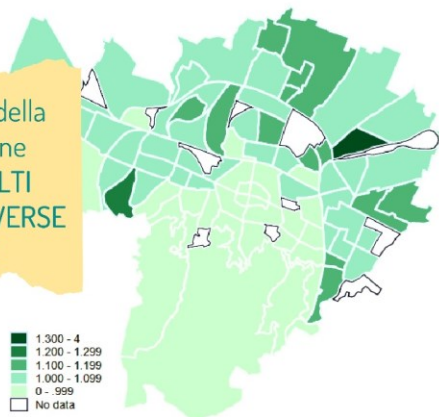 della
ne
LTI
VERSE
1.300 - 4
1.200 - 1.299
1.100 - 1.199
1.000 - 1.099
0 - .999
No data